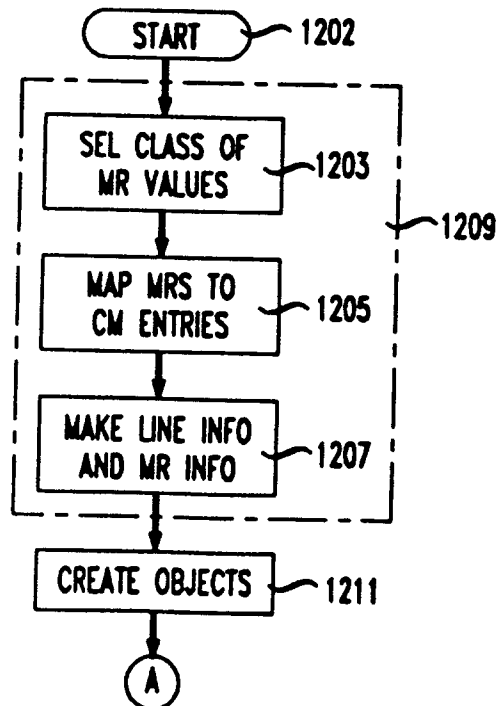 START
1202
SEL CLASS OF
MR VALUES
1203
1209
MAP MRS TO
CM ENTRIES
1205
MAKE LINE INFO
AND MR INFO
1207
CREATE OBJECTS
1211
A